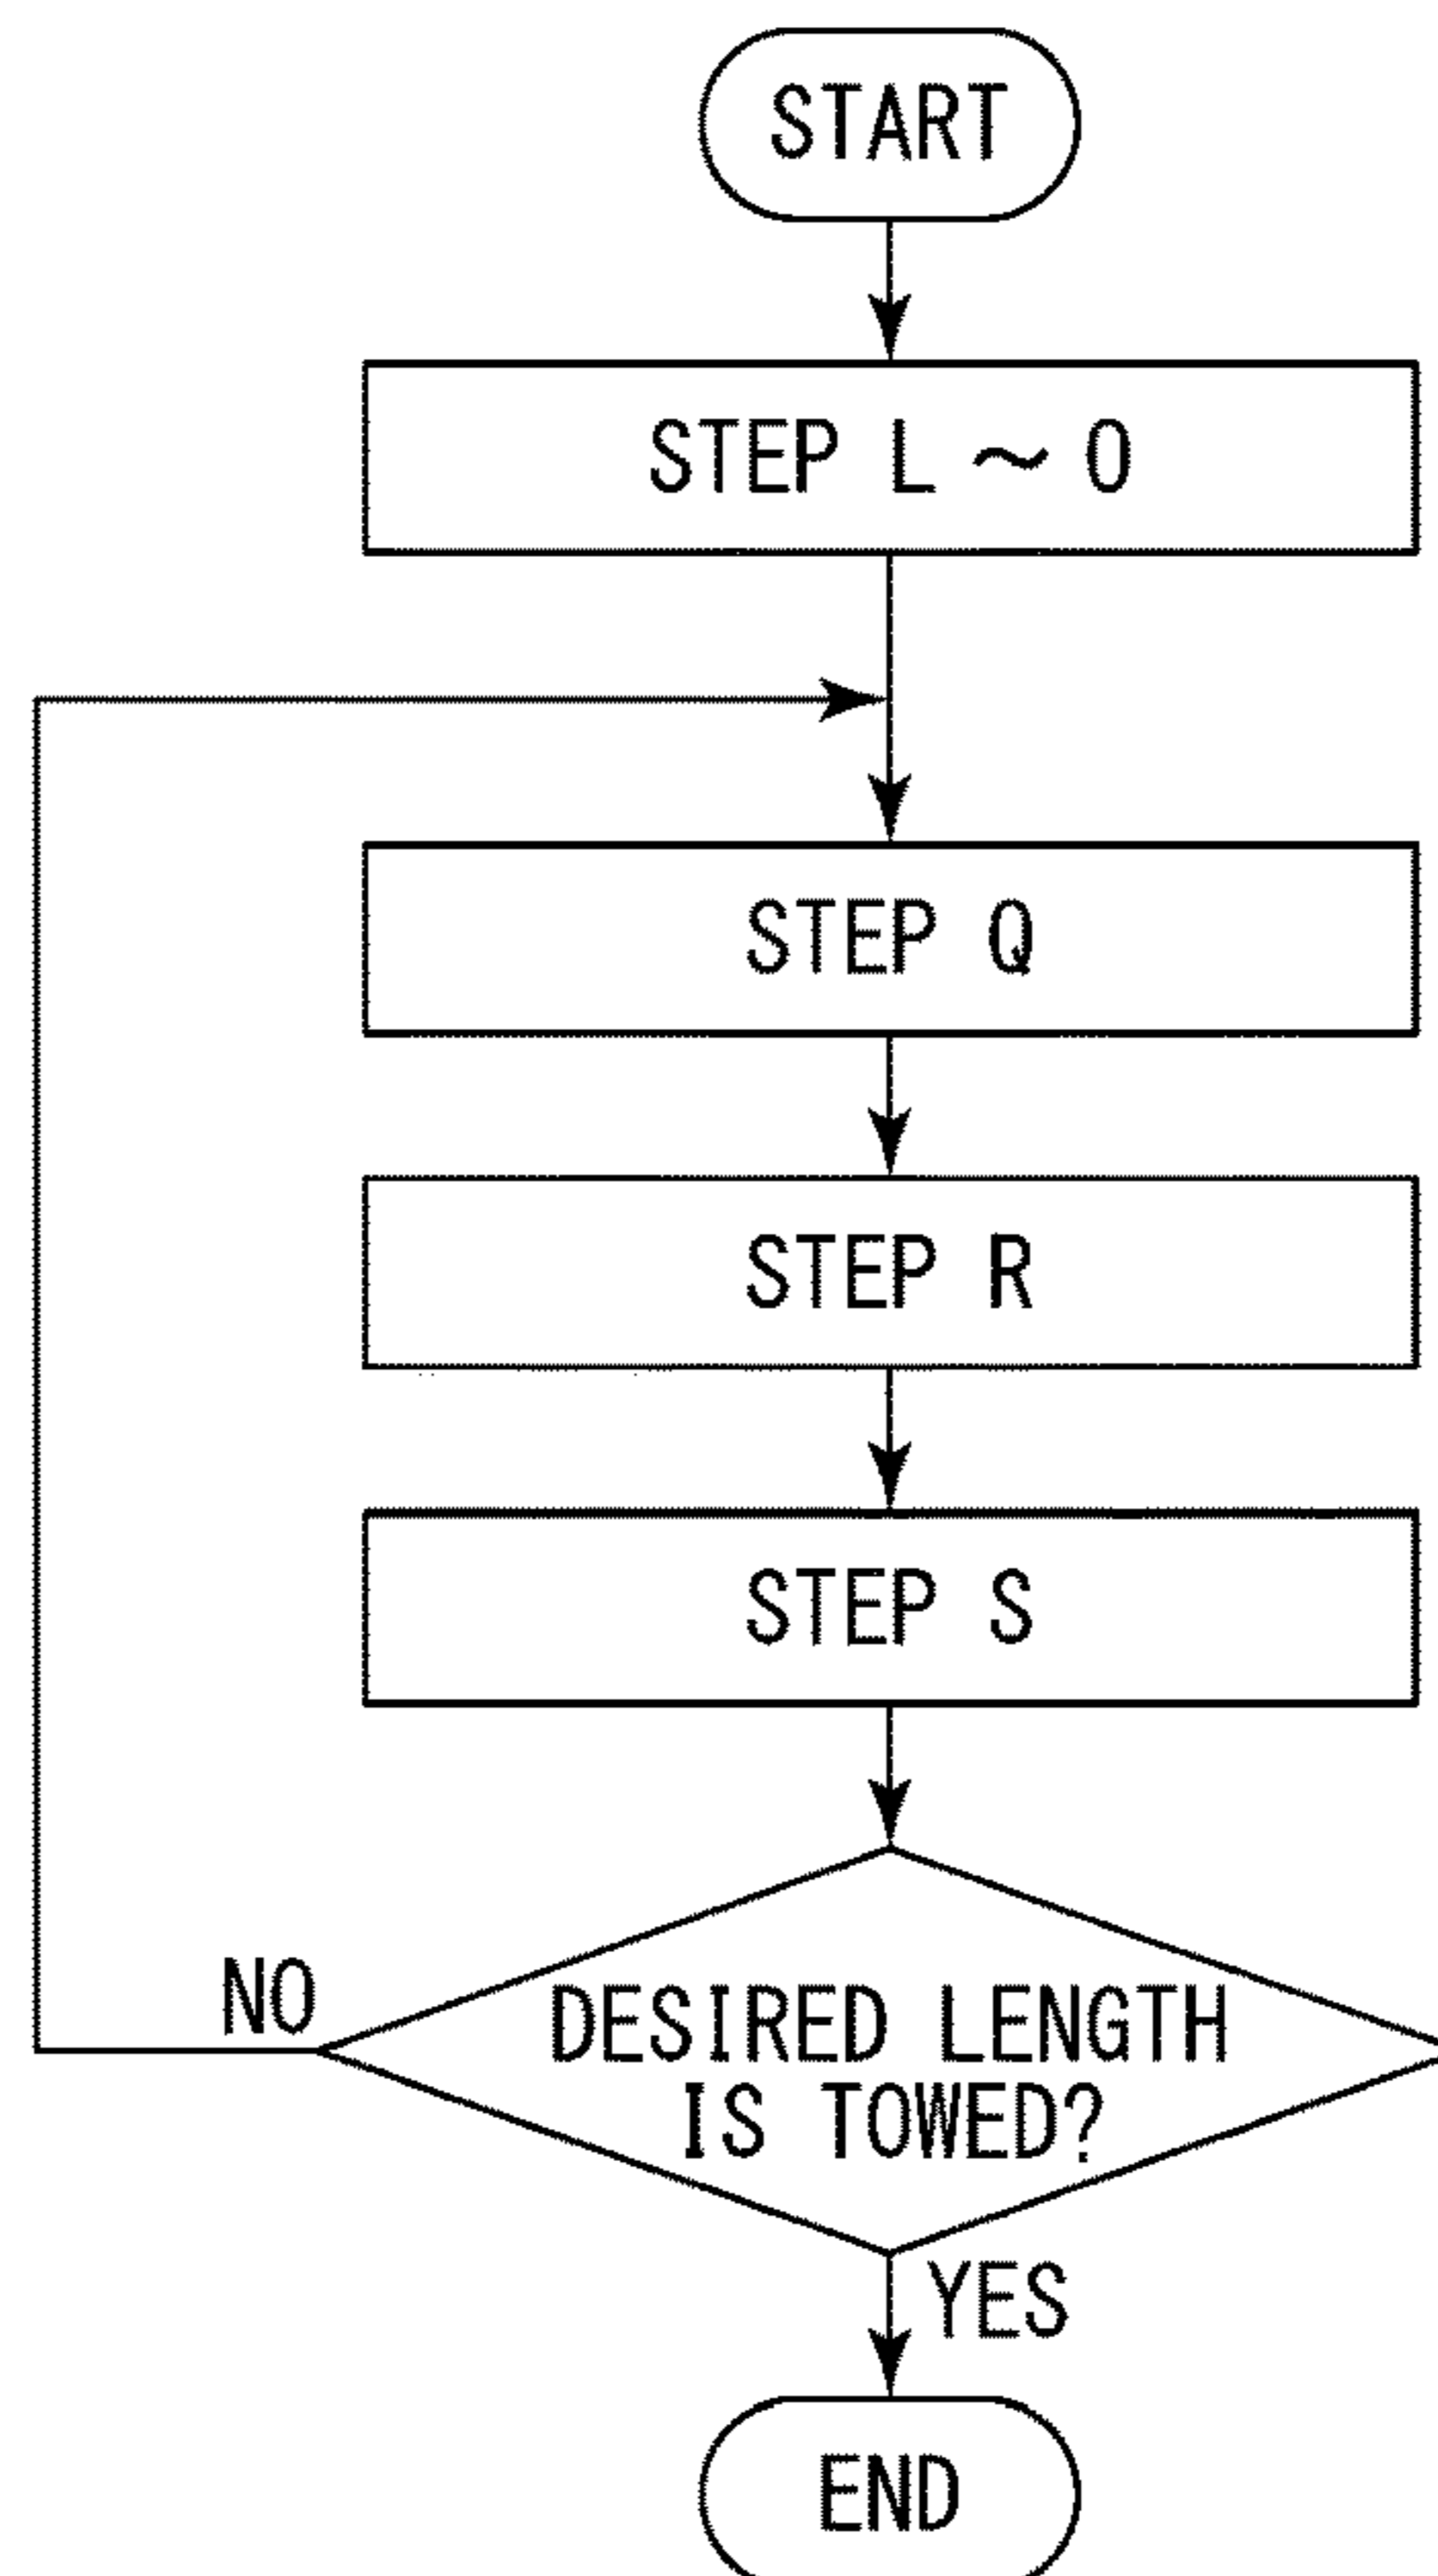 START
STEP L ~ O
STEP Q
STEP R
STEP S
NO
DESIRED LENGTH
IS TOWED?
YES
END